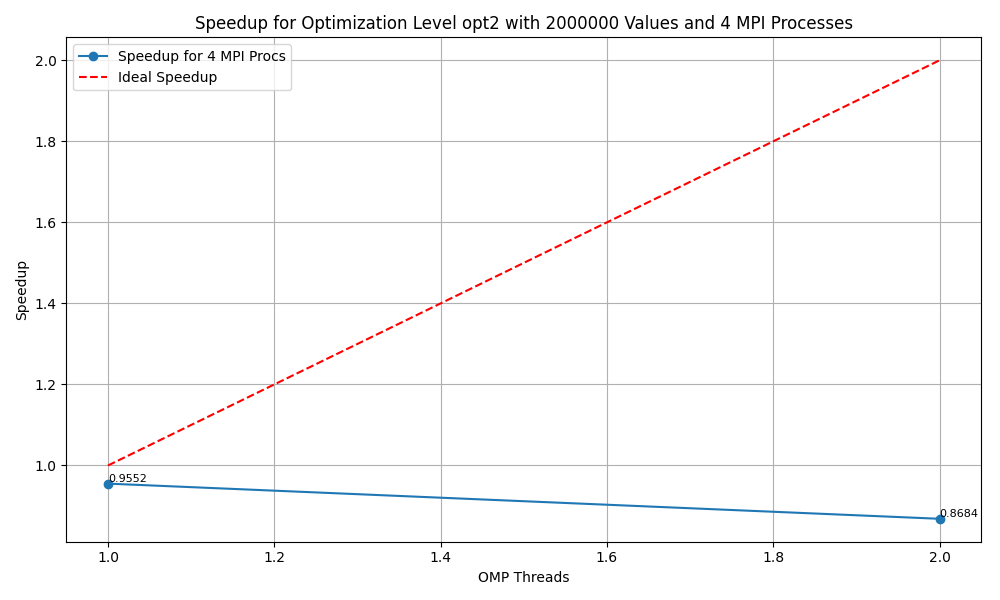 Speedup for Optimization Level opt2 with 2000000 Values and 4 MPI Processes
Speedup for 4 MPI Procs
Ideal Speedup
2.0
1.8
1.6
1.4
1.2
1.0
Speedup
0.9552
0.8684
1.0 1.2 1.4 1.6 1.8 2.0
OMP Threads